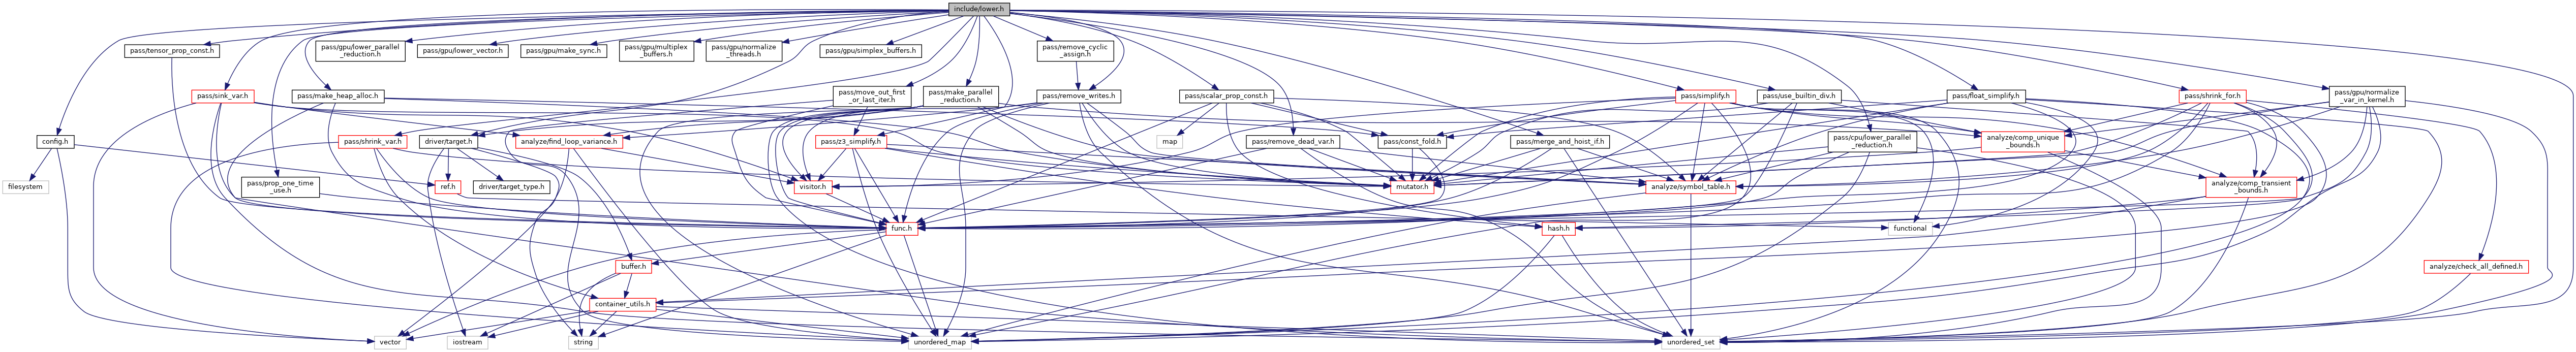 include/lower.h
pass/tensor_prop_const.h
pass/gpu/lower_parallel
_reduction.h
pass/gpu/lower_vector.h
pass/gpu/make_sync.h
pass/gpu/multiplex
_buffers.h
pass/gpu/normalize
_threads.h
pass/gpu/simplex_buffers.h
pass/remove_cyclic
_assign.h
pass/sink_var.h
pass/make_heap_alloc.h
pass/move_out_first
_or_last_iter.h
pass/make_parallel
_reduction.h
pass/remove_writes.h
pass/scalar_prop_const.h
pass/simplify.h
pass/use_builtin_div.h
pass/float_simplify.h
pass/shrink_for.h
pass/gpu/normalize
_var_in_kernel.h
config.h
pass/shrink_var.h
driver/target.h
analyze/find_loop_variance.h
pass/z3_simplify.h
map
pass/remove_dead_var.h
pass/const_fold.h
pass/merge_and_hoist_if.h
pass/cpu/lower_parallel
_reduction.h
analyze/comp_unique
_bounds.h
filesystem
pass/prop_one_time
_use.h
ref.h
driver/target_type.h
visitor.h
mutator.h
analyze/symbol_table.h
analyze/comp_transient
_bounds.h
func.h
hash.h
functional
buffer.h
analyze/check_all_defined.h
container_utils.h
vector
iostream
string
unordered_map
unordered_set